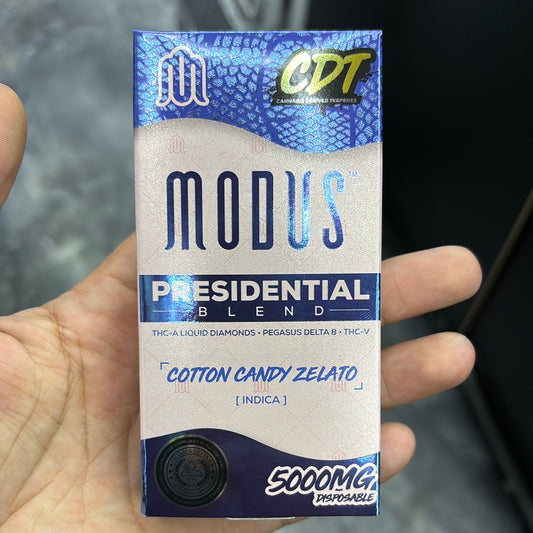 CDT
CANNABIS DERIVED TERPENES
MODUS™
PRESIDENTIAL
BLEND
THC-A LIQUID DIAMONDS • PEGASUS DELTA 8 • THC-V
COTTON CANDY ZELATO
[ INDICA ]
5000MG
DISPOSABLE